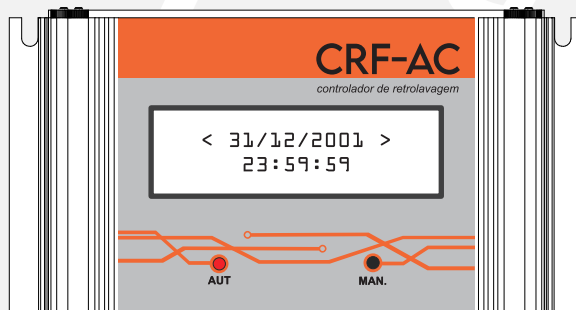 CRF-AC
controlador de retrolavagem
< 31/12/2001 >
23:59:59
AUT MAN.